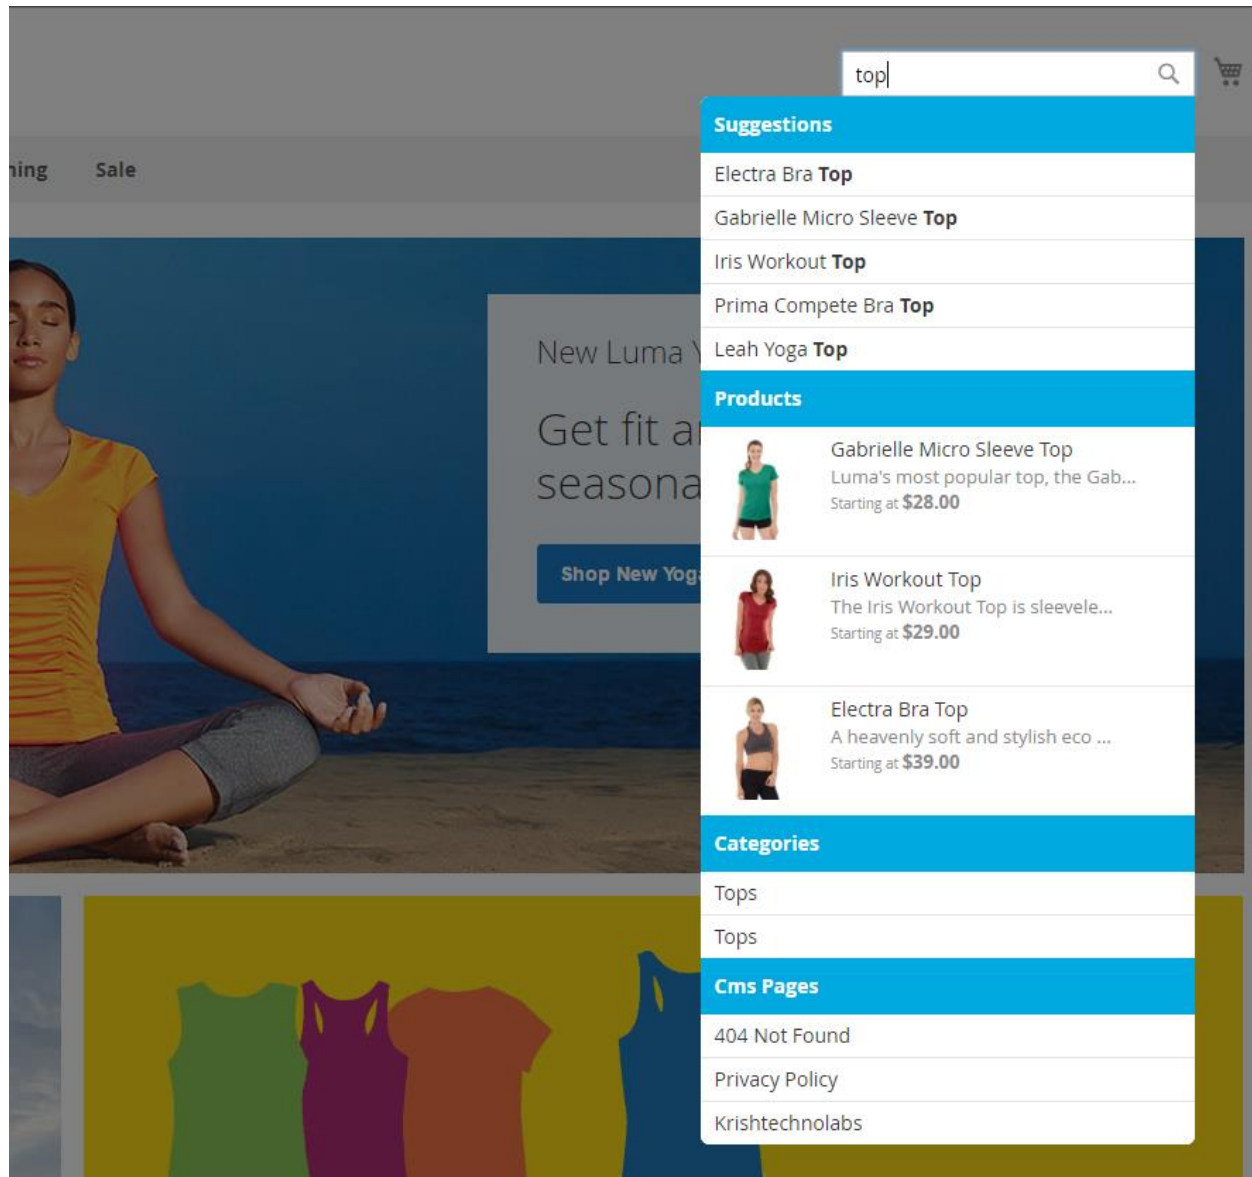 top
ning Sale
Suggestions
Electra Bra Top
Gabrielle Micro Sleeve Top
Iris Workout Top
Prima Compete Bra Top
Leah Yoga Top
New Luma
Get fit
seasona
Shop New Yog
Products
Gabrielle Micro Sleeve Top
Luma's most popular top, the Gab...
Starting at $28.00
Iris Workout Top
The Iris Workout Top is sleevele...
Starting at $29.00
Electra Bra Top
A heavenly soft and stylish eco ...
Starting at $39.00
Categories
Tops
Tops
Cms Pages
404 Not Found
Privacy Policy
Krishtechnolabs